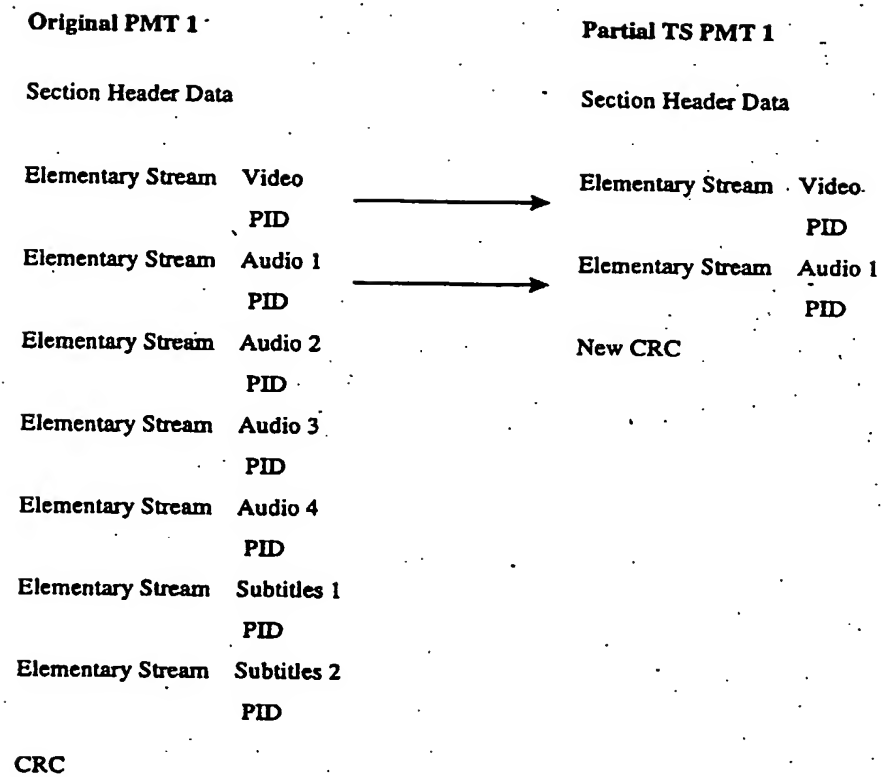 Original PMT 1
Section Header Data
Elementary Stream Video
PID
Elementary Stream Audio 1
PID
Elementary Stream Audio 2
PID
Elementary Stream Audio 3
PID
Elementary Stream Audio 4
PID
Elementary Stream Subtitles 1
PID
Elementary Stream Subtitles 2
PID
CRC
Partial TS PMT 1
Section Header Data
Elementary Stream Video
PID
Elementary Stream Audio 1
PID
New CRC